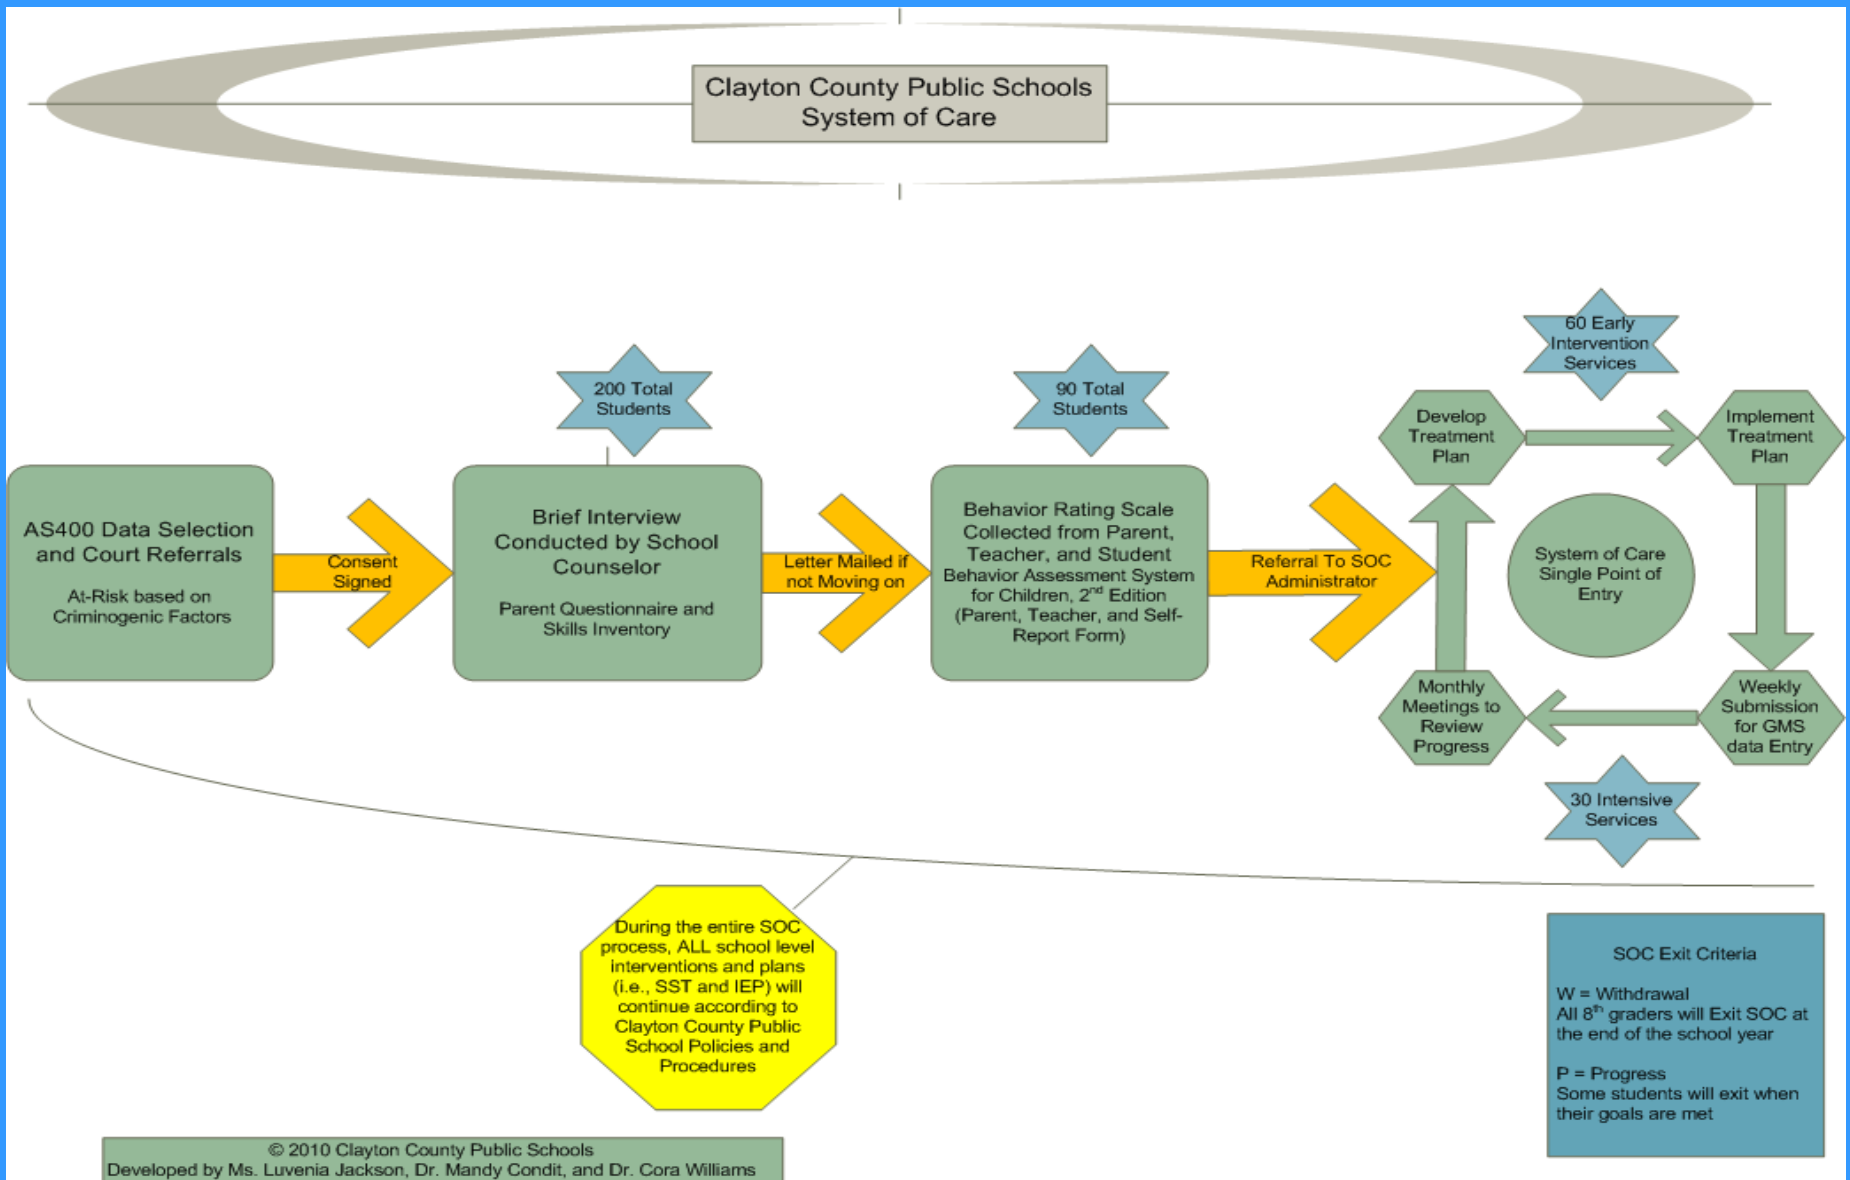 Clayton County Public Schools
System of Care
60 Early
Intervention
Services
200 Total
Students
90 Total
Students
Develop
Treatment
Plan
Implement
Treatment
Plan
AS400 Data Selection
and Court Referrals
At-Risk based on
Criminogenic Factors
Consent
Signed
Brief Interview
Conducted by School
Counselor
Parent Questionnaire and
Skills Inventory
Letter Mailed if
not Moving on
Behavior Rating Scale
Collected from Parent,
Teacher, and Student
Behavior Assessment System
for Children, 2nd Edition
(Parent, Teacher, and Self-
Report Form)
Referral To SOC
Administrator
System of Care
Single Point of
Entry
Monthly
Meetings to
Review
Progress
Weekly
Submission
for GMS
data Entry
30 Intensive
Services
During the entire SOC
process, ALL school level
interventions and plans
(i.e., SST and IEP) will
continue according to
Clayton County Public
School Policies and
Procedures
SOC Exit Criteria
W = Withdrawal
All 8th graders will Exit SOC at
the end of the school year
P = Progress
Some students will exit when
their goals are met
© 2010 Clayton County Public Schools
Developed by Ms. Luvenia Jackson, Dr. Mandy Condit, and Dr. Cora Williams